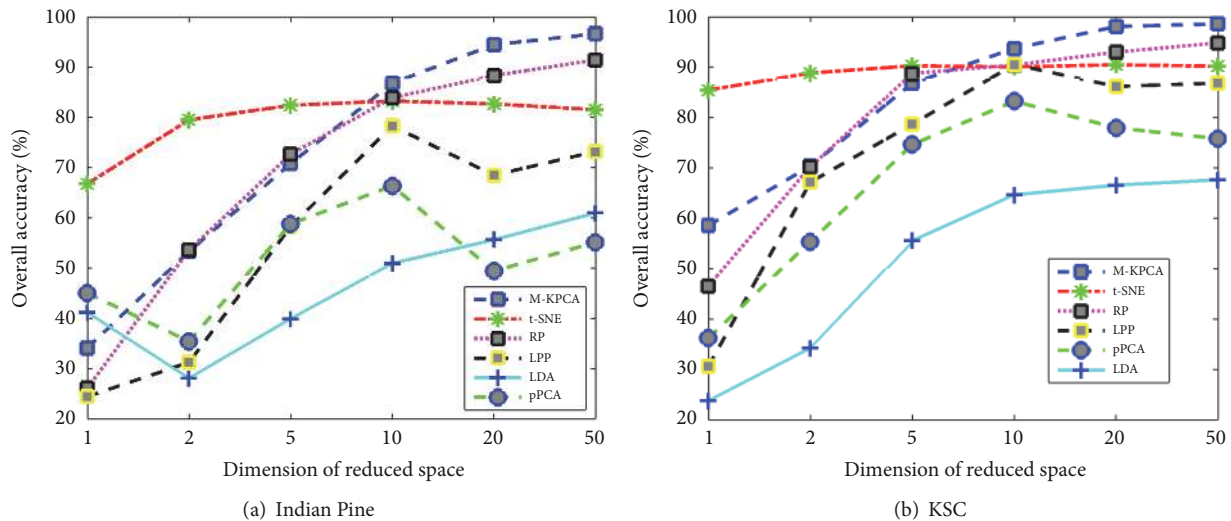 100
90
80
70
60
50
40
30
20
Overall accuracy (%)
1 2 5 10 20 50
Dimension of reduced space
M-KPCA
t-SNE
RP
LPP
LDA
pPCA
(a) Indian Pine
100
90
80
70
60
50
40
30
20
Overall accuracy (%)
1 2 5 10 20 50
Dimension of reduced space
M-KPCA
t-SNE
RP
LPP
pPCA
LDA
(b) KSC